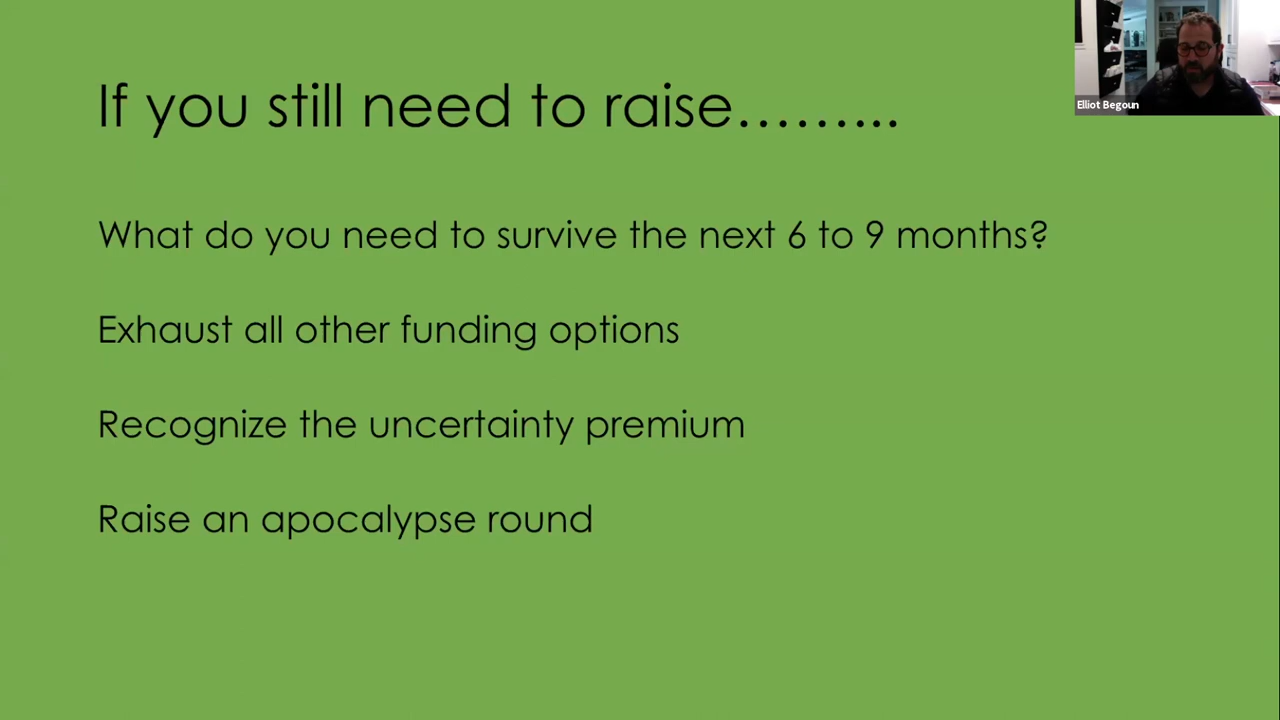 If you still need to raise………..
Elliot Begoun
What do you need to survive the next 6 to 9 months?
Exhaust all other funding options
Recognize the uncertainty premium
Raise an apocalypse round